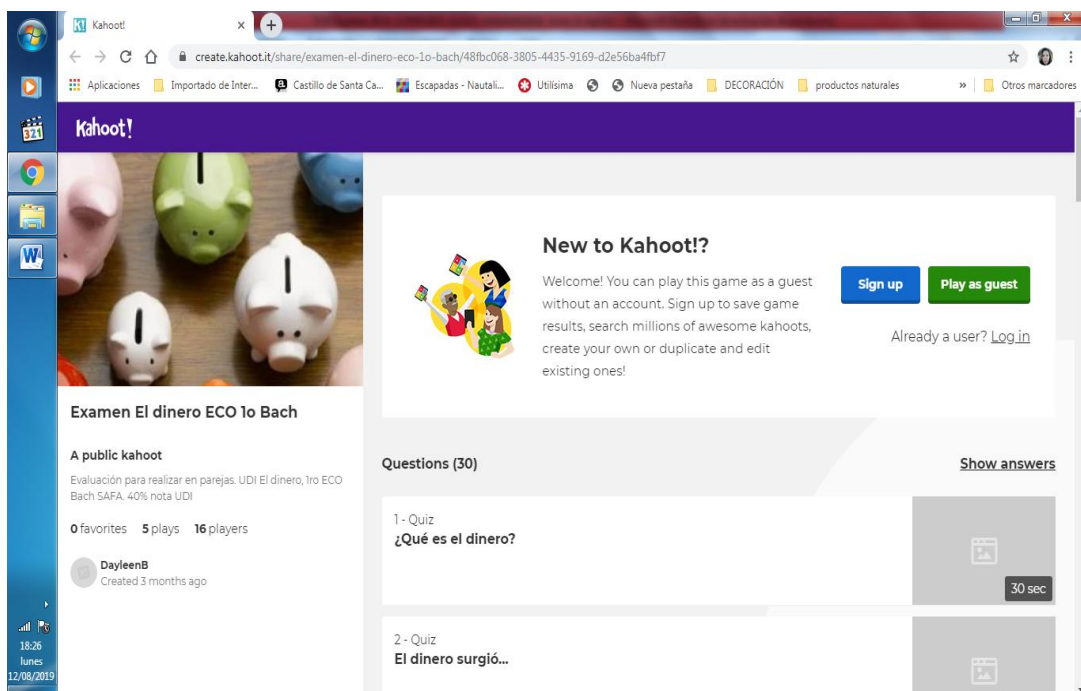 Kahoot!
create.kahoot.it/share/examen-el-dinero-eco-1o-bach/48fbc068-3805-4435-9169-d2e56ba4fbf7
Aplicaciones
Importado de Inter...
Castillo de Santa Ca...
Escapadas - Nautali...
Utilísima
Nueva pestaña
DECORACIÓN
productos naturales
»
Otros marcadores
Kahoot!
New to Kahoot!?
Welcome! You can play this game as a guest
without an account. Sign up to save game
results, search millions of awesome kahoots,
create your own or duplicate and edit
existing ones!
Sign up
Play as guest
Already a user? Log in
Examen El dinero ECO 1o Bach
A public kahoot
Evaluación para realizar en parejas. UDI El dinero, 1ro ECO
Bach SAFA. 40% nota UDI
0 favorites 5 plays 16 players
DayleenB
Created 3 months ago
Questions (30)
Show answers
1 - Quiz
¿Qué es el dinero?
30 sec
2 - Quiz
El dinero surgió...
321
W
18:26
lunes
12/08/2019